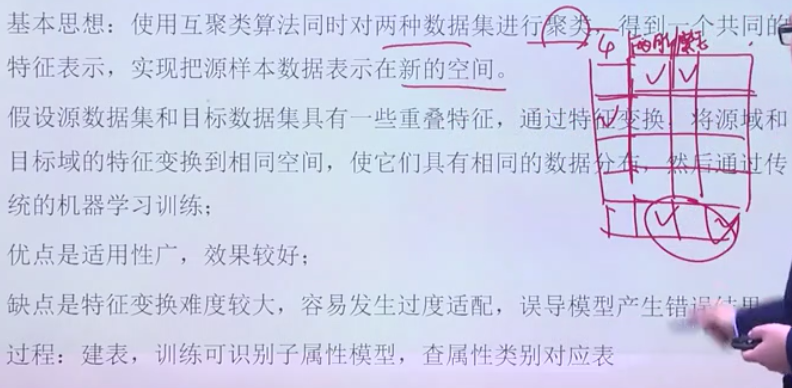 基本思想：使用互聚类算法同时对两种数据集进行聚类，得到一个共同的
特征表示，实现把源样本数据表示在新的空间。
假设源数据集和目标数据集具有一些重叠特征，通过特征变换，将源域和
目标域的特征变换到相同空间，使它们具有相同的数据分布，然后通过传
统的机器学习训练；
优点是适用性广，效果较好；
缺点是特征变换难度较大，容易发生过度适配，误导模型产生错误结果
过程：建表，训练可识别子属性模型，查属性类别对应表